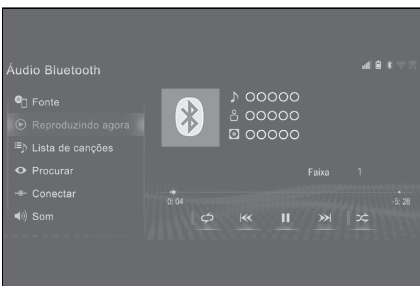 Áudio Bluetooth
Fonte
Reproduzindo agora
Lista de canções
Procurar
Conectar
Som
OOOOO
OOOOO
OOOOO
Faixa 1
0:04
-5:28